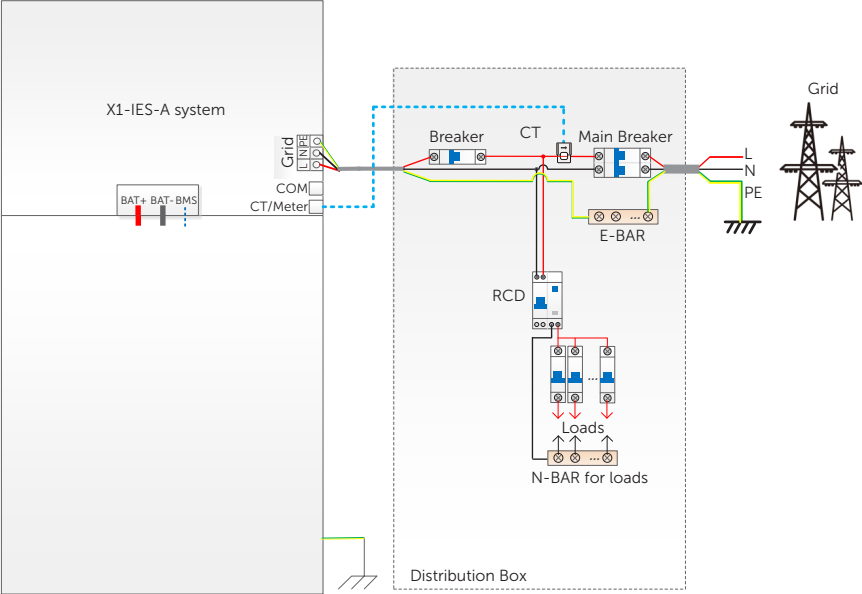 Grid
X1-IES-A system
Breaker
CT
Main Breaker
Grid
PE
N
L
L
N
PE
COM
CT/Meter
BAT+ BAT- BMS
...
E-BAR
RCD
...
Loads
...
N-BAR for loads
Distribution Box